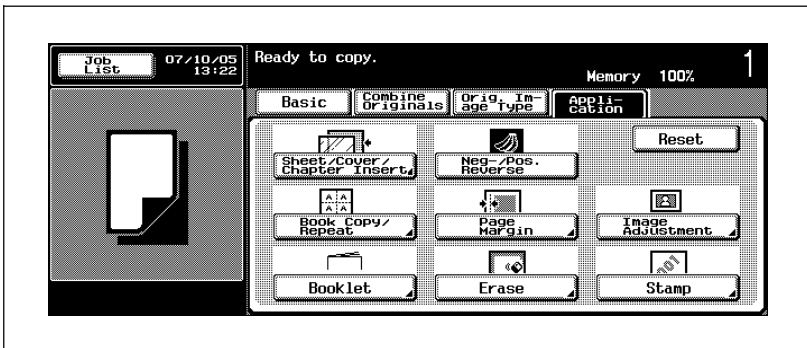 Job
List
07/10/05
13:22
Ready to copy.
Memory 100%
1
Basic
Combine
Originals
Orig. Im-
age Type
Appli-
cation
Reset
Sheet/Cover/
Chapter Insert
Neg-/Pos.
Reverse
A A
A A
Book Copy/
Repeat
Page
Margin
Image
Adjustment
001
Booklet
Erase
Stamp